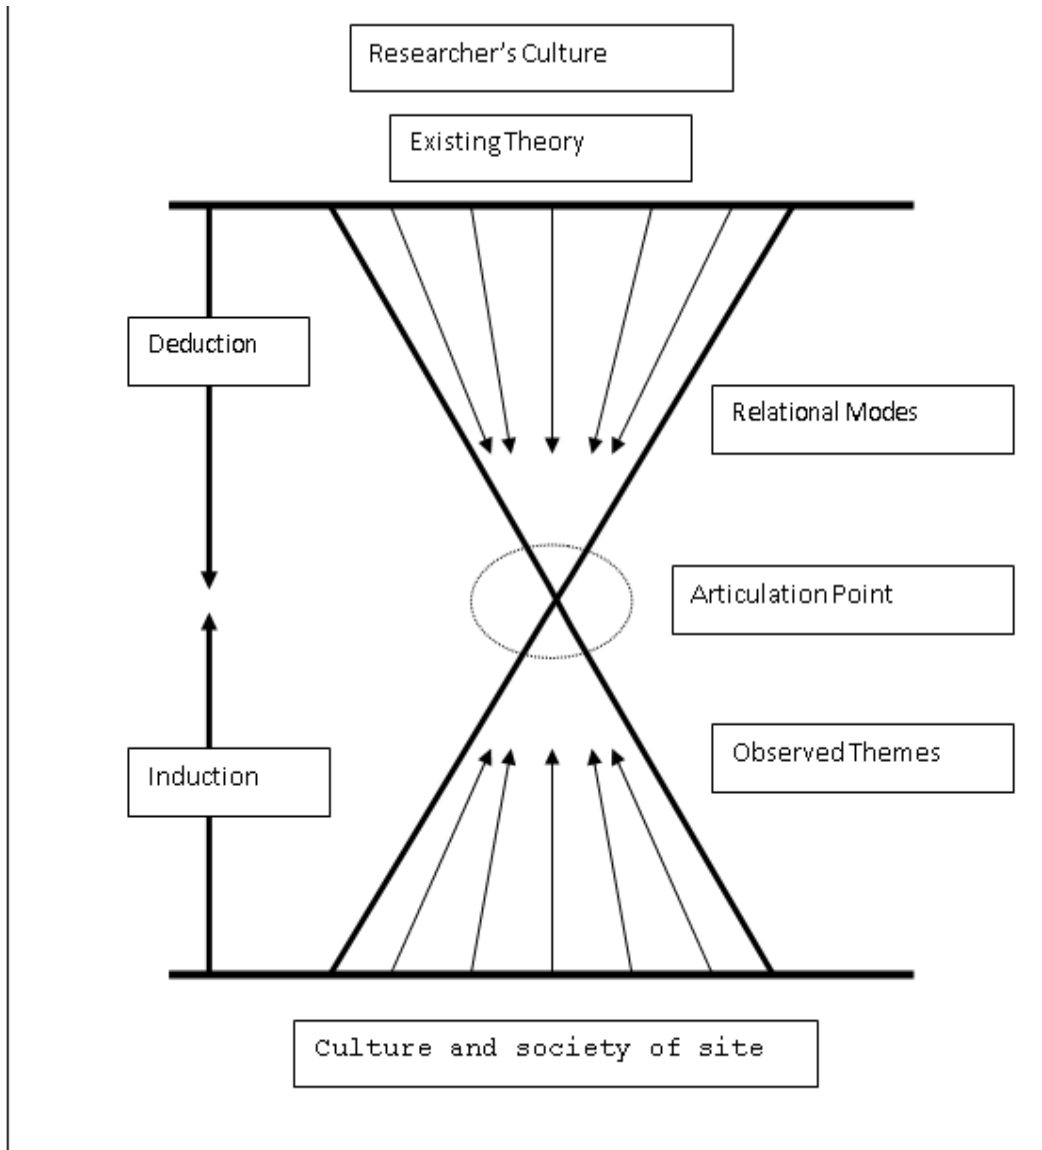 Researcher's Culture
Existing Theory
Deduction
Relational Modes
Articulation Point
Observed Themes
Induction
Culture and society of site